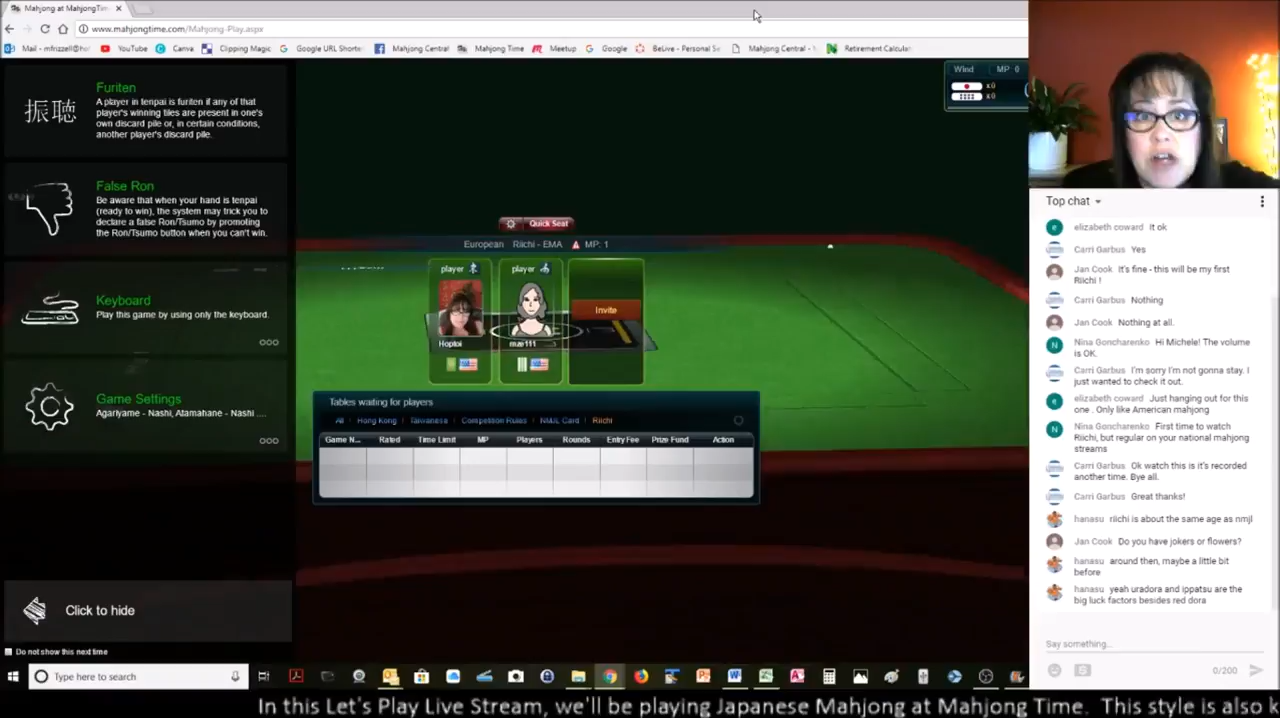 Mahjong at MahjongTime
www.mahjongtime.com/Mahjong-Play.aspx
Mail - mfrizzell@ho
YouTube
Canva
Clipping Magic
Google URL Shorte
Mahjong Central
Mahjong Time
Meetup
Google
BeLive - Personal Se
Mahjong Central -
Retirement Calcula
振聴
Furiten
A player in tenpai is furiten if any of that
player's winning tiles are present in one's
own discard pile or, in certain conditions,
another player's discard pile.
False Ron
Be aware that when your hand is tenpai
(ready to win), the system may trick you to
declare a false Ron/Tsumo by promoting
the Ron/Tsumo button when you can't win.
Keyboard
Play this game by using only the keyboard.
Game Settings
Agariyame - Nashi, Atamahane - Nashi ...
Click to hide
Do not show this next time
Wind MP: 0
x0
x0
Quick Seat
European Riichi - EMA MP: 1
player
Hoptoi
player
Invite
Tables waiting for players
All Hong Kong Taiwanese Competition Rules NMJL Card Riichi
Game N... Rated Time Limit MP Players Rounds Entry Fee Prize Fund Action
Top chat
elizabeth coward It ok
Carri Garbus Yes
Jan Cook It's fine - this will be my first
Riichi !
Carri Garbus Nothing
Jan Cook Nothing at all.
Nina Goncharenko Hi Michele! The volume
is OK.
Carri Garbus I'm sorry I'm not gonna stay. I
just wanted to check it out.
elizabeth coward Just hanging out for this
one . Only like American mahjong
Nina Goncharenko First time to watch
Riichi, but regular on your national mahjong
streams
Carri Garbus Ok watch this is it's recorded
another time. Bye all.
Carri Garbus Great thanks!
hanasu riichi is about the same age as nmjl
Jan Cook Do you have jokers or flowers?
hanasu around then, maybe a little bit
before
hanasu yeah uradora and ippatsu are the
big luck factors besides red dora
Say something...
0/200
Type here to search
In this Let's Play Live Stream, we'll be playing Japanese Mahjong at Mahjong Time. This style is also k